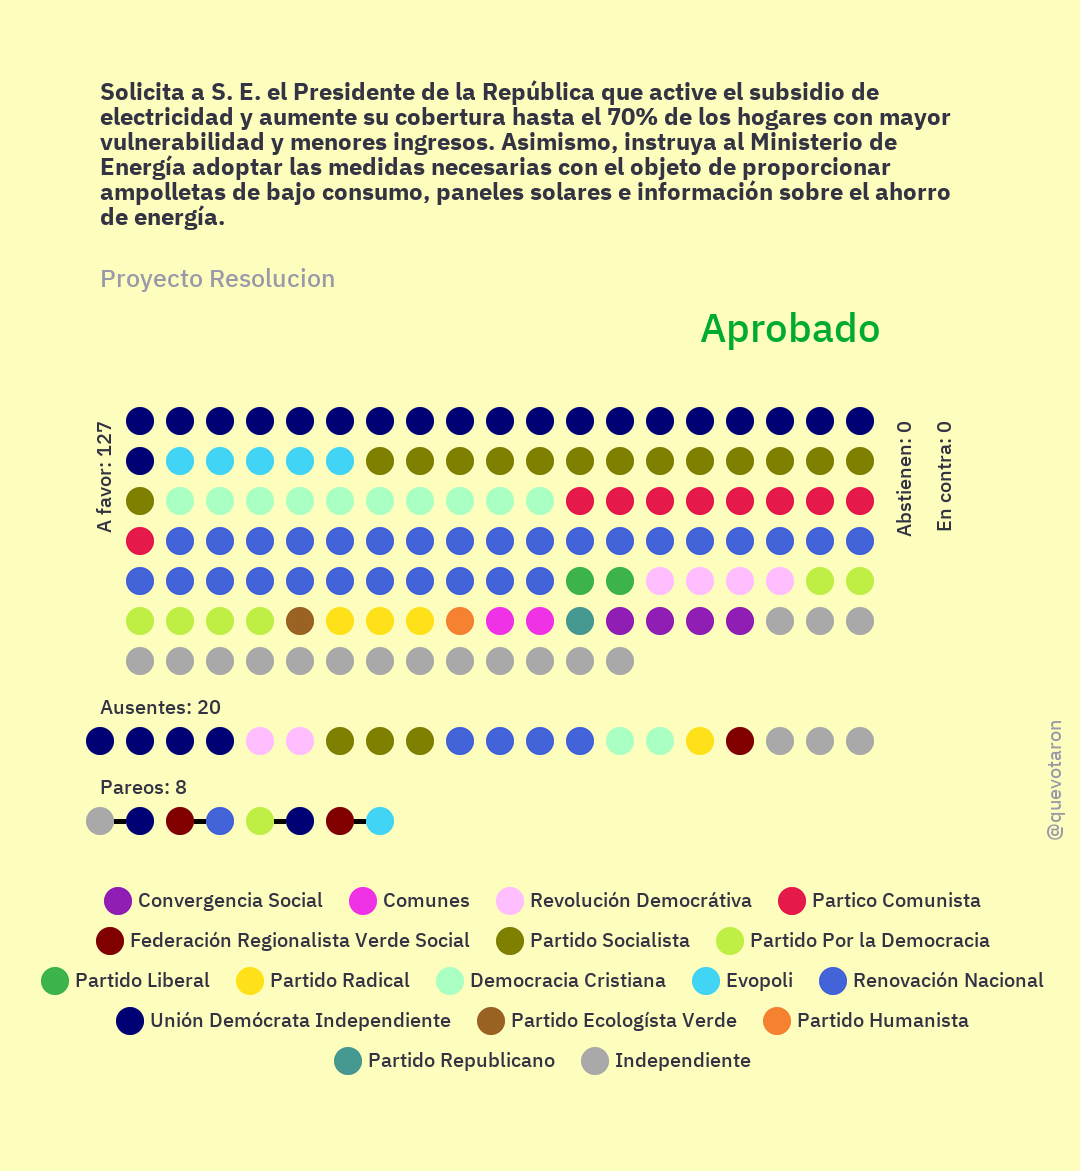 Solicita a S. E. el Presidente de la República que active el subsidio de
electricidad y aumente su cobertura hasta el 70% de los hogares con mayor
vulnerabilidad y menores ingresos. Asimismo, instruya al Ministerio de
Energía adoptar las medidas necesarias con el objeto de proporcionar
ampolletas de bajo consumo, paneles solares e información sobre el ahorro
de energía.
Proyecto Resolucion
Aprobado
A favor: 127
Abstienen: 0
En contra: 0
Ausentes: 20
Pareos: 8
@quevotaron
Convergencia Social Comunes Revolución Democrátiva Partico Comunista
Federación Regionalista Verde Social Partido Socialista Partido Por la Democracia
Partido Liberal Partido Radical Democracia Cristiana Evopoli Renovación Nacional
Unión Demócrata Independiente Partido Ecologísta Verde Partido Humanista
Partido Republicano Independiente